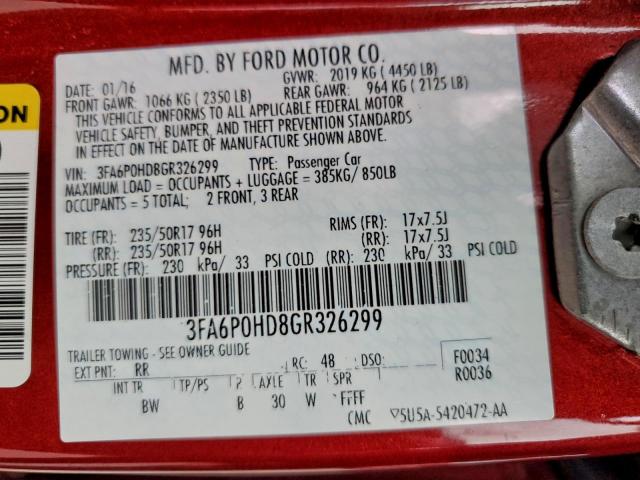 MFD. BY FORD MOTOR CO.
DATE: 01/16 GVWR: 2019 KG ( 4450 LB)
FRONT GAWR: 1066 KG ( 2350 LB) REAR GAWR: 964 KG ( 2125 LB)
THIS VEHICLE CONFORMS TO ALL APPLICABLE FEDERAL MOTOR
VEHICLE SAFETY, BUMPER, AND THEFT PREVENTION STANDARDS
IN EFFECT ON THE DATE OF MANUFACTURE SHOWN ABOVE.
VIN: 3FA6P0HD8GR326299 TYPE: Passenger Car
MAXIMUM LOAD = OCCUPANTS + LUGGAGE = 385KG/ 850LB
OCCUPANTS = 5 TOTAL; 2 FRONT, 3 REAR
TIRE (FR): 235/50R17 96H RIMS (FR): 17x7.5J
(RR): 235/50R17 96H (RR): 17x7.5J
PRESSURE (FR): 230 kPa/ 33 PSI COLD (RR): 230 kPa/ 33 PSI COLD
3FA6P0HD8GR326299
TRAILER TOWING - SEE OWNER GUIDE
EXT PNT: RR RC: 48 DSO: F0034
R0036
INT TR TP/PS R AXLE TR SPR
BW B 30 W FFFF
CMC ▽5U5A-5420472-AA
ON